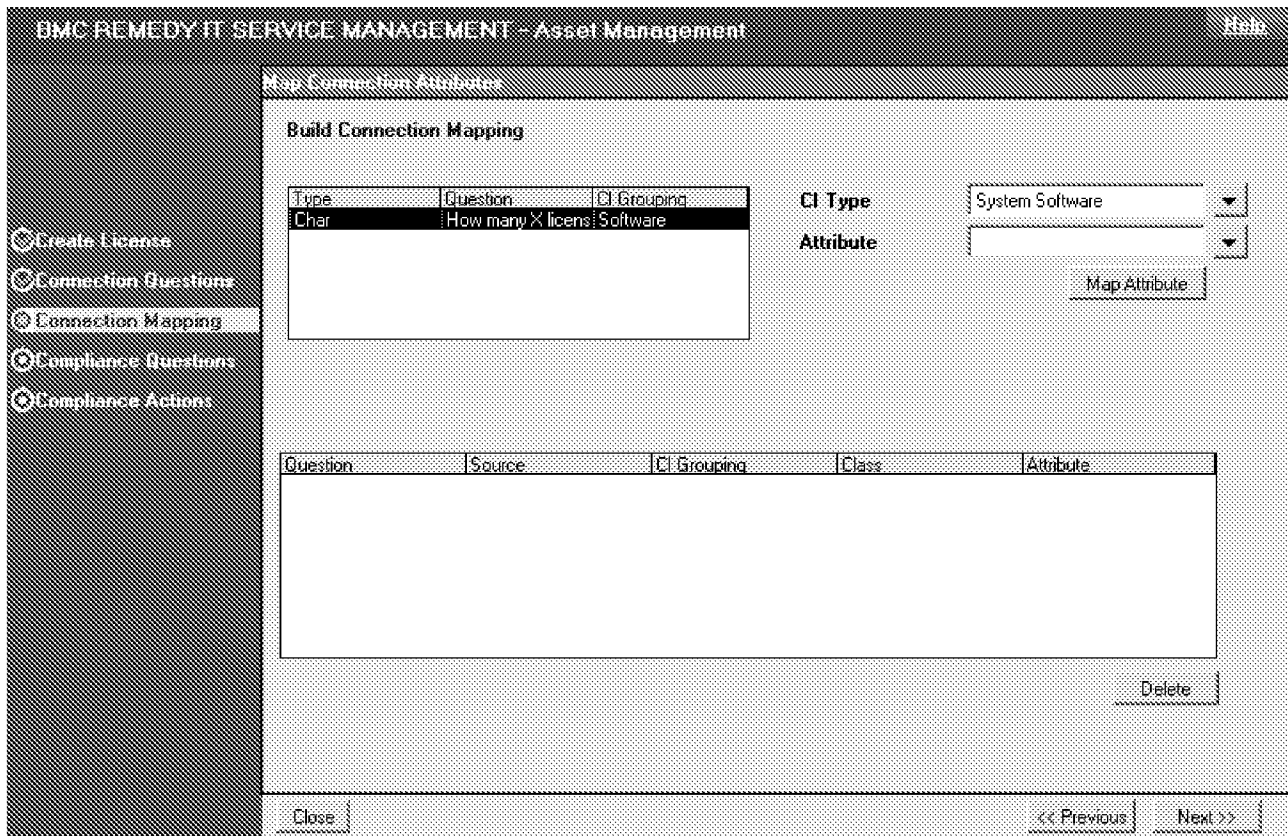 BMC REMEDY IT SERVICE MANAGEMENT - Asset Management
Help
Map Connection Attributes
Build Connection Mapping
Type Question CI Grouping
Char How many X licens Software
CI Type System Software
Attribute
Map Attribute
Create License
Connection Questions
Connection Mapping
Compliance Questions
Compliance Actions
Question Source CI Grouping Class Attribute
Delete
Close << Previous Next >>